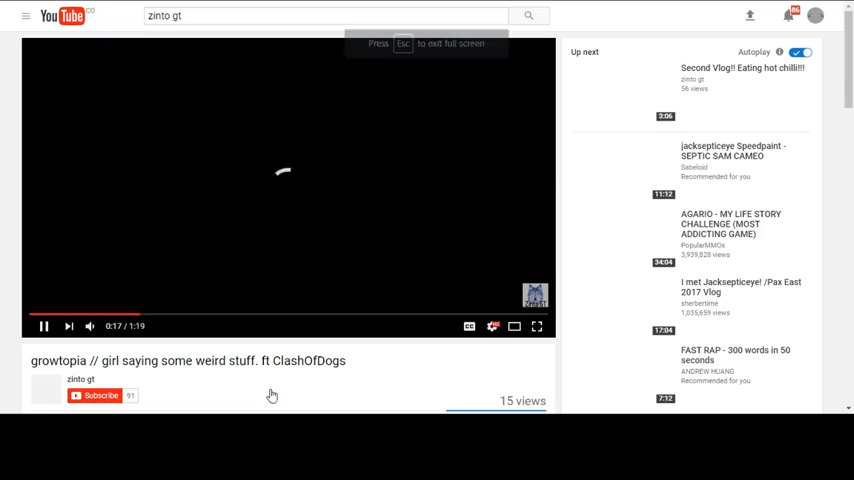 YouTube CO
zinto gt
86
Press Esc to exit full screen
0:17 / 1:19
CC
HD
growtopia // girl saying some weird stuff. ft ClashOfDogs
zinto gt
Subscribe 91
15 views
Up next
Autoplay
Second Vlog!! Eating hot chilli!!!
zinto gt
56 views
3:06
jacksepticeye Speedpaint -
SEPTIC SAM CAMEO
Sabeloid
Recommended for you
11:12
AGARIO - MY LIFE STORY
CHALLENGE (MOST
ADDICTING GAME)
PopularMMOs
3,939,828 views
34:04
I met Jacksepticeye! /Pax East
2017 Vlog
sherbertime
1,035,659 views
17:04
FAST RAP - 300 words in 50
seconds
ANDREW HUANG
Recommended for you
7:12